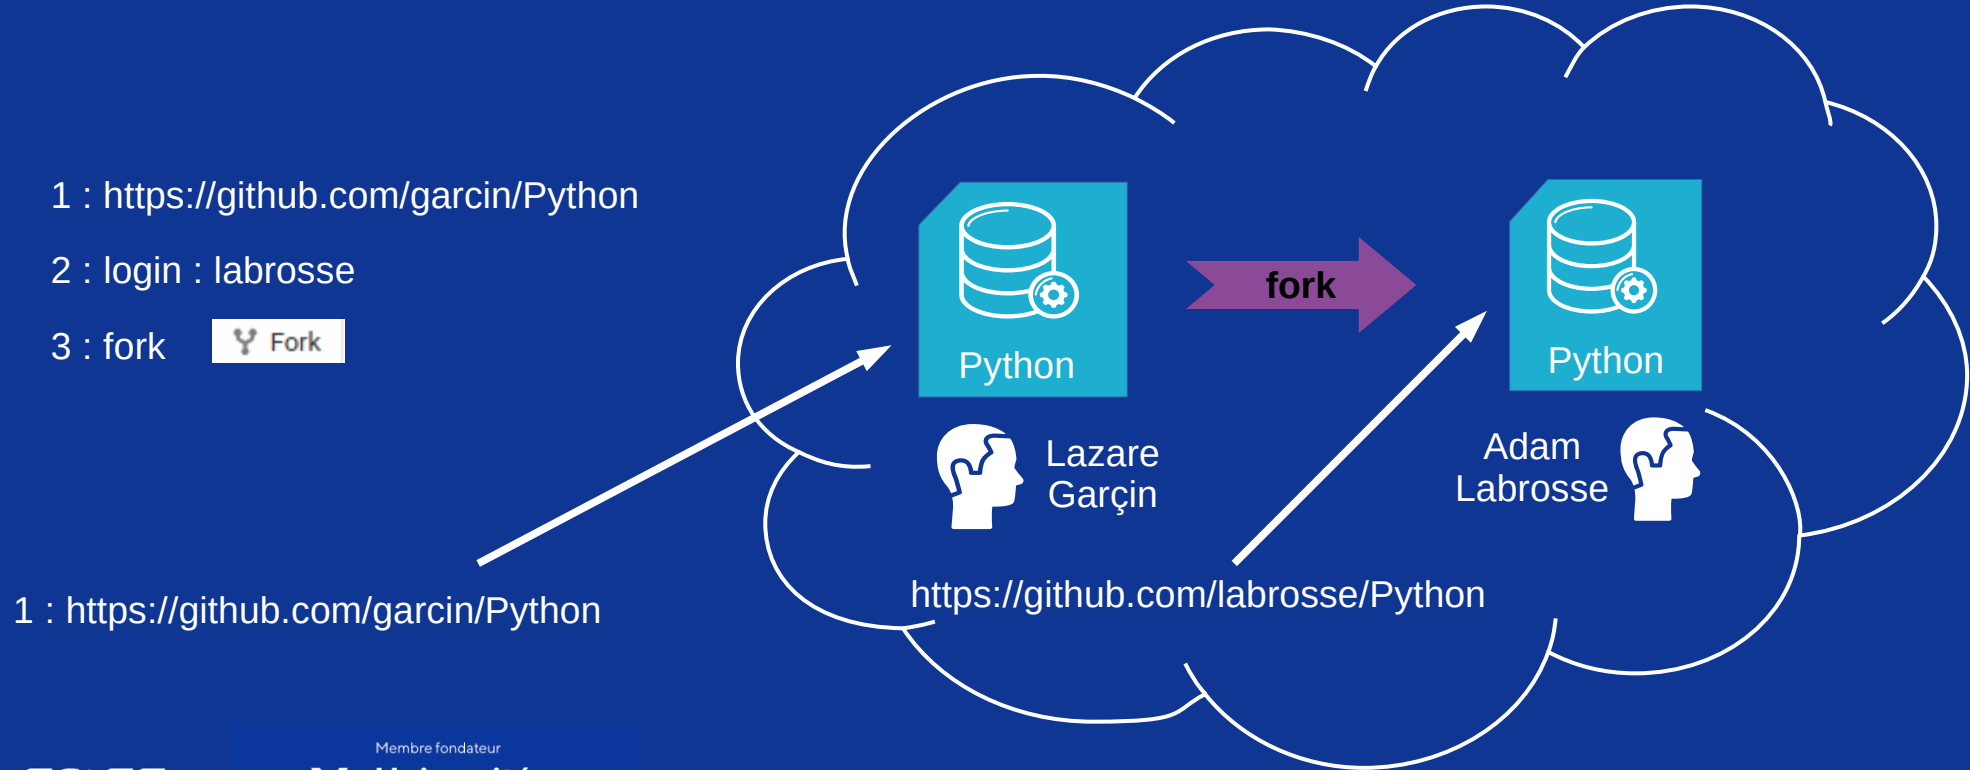 1 : https://github.com/garcin/Python
2 : login : labrosse
3 : fork
Fork
fork
Python
Python
Lazare
Garçin
Adam
Labrosse
https://github.com/labrosse/Python
1 : https://github.com/garcin/Python
Membre fondateur